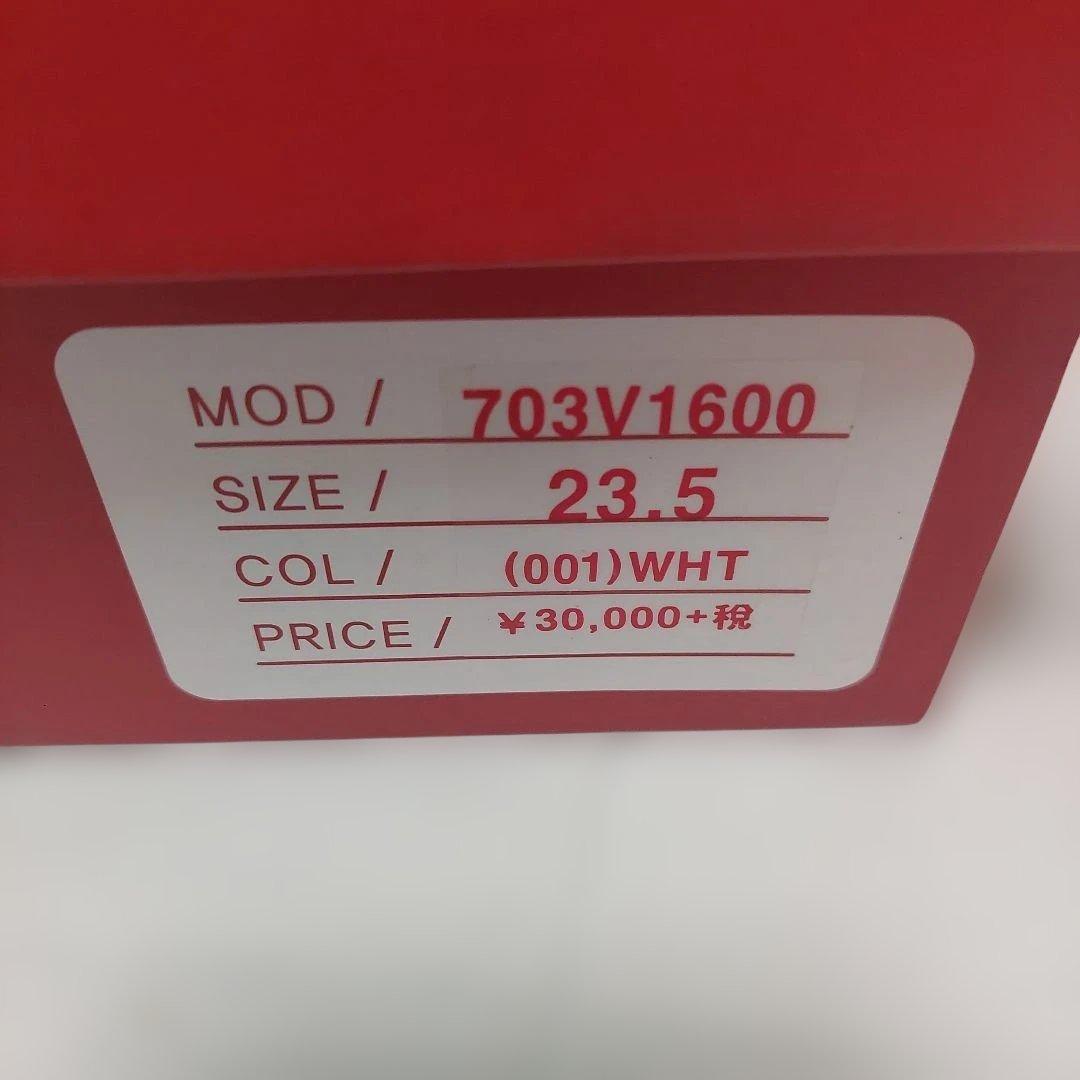 MOD / 703V1600
SIZE / 23.5
COL / (001)WHT
PRICE / ¥30,000+税